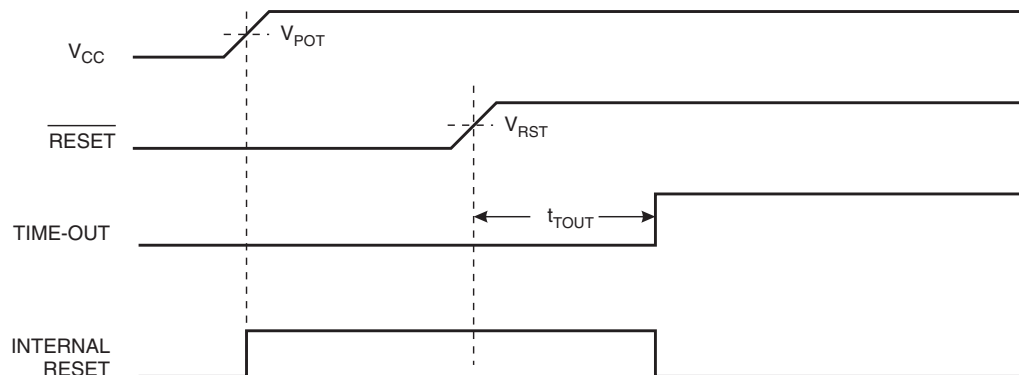 V_CC
V_POT
RESET
V_RST
TIME-OUT
t_TOUT
INTERNAL
RESET